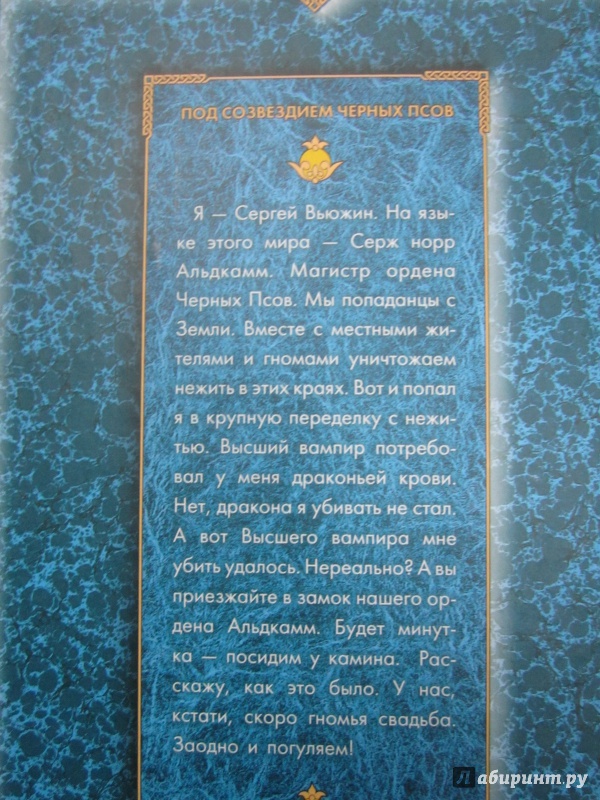 ПОД СОЗВЕЗДИЕМ ЧЕРНЫХ ПСОВ
Я — Сергей Вьюжин. На язы-
ке этого мира — Серж норр
Альдкамм. Магистр ордена
Черных Псов. Мы попаданцы с
Земли. Вместе с местными жи-
телями и гномами уничтожаем
нежить в этих краях. Вот и попал
я в крупную переделку с нежи-
тью. Высший вампир потребо-
вал у меня драконьей крови.
Нет, дракона я убивать не стал.
А вот Высшего вампира мне
убить удалось. Нереально? А вы
приезжайте в замок нашего ор-
дена Альдкамм. Будет минут-
ка — посидим у камина. Рас-
скажу, как это было. У нас,
кстати, скоро гномья свадьба.
Заодно и погуляем!
Лабиринт.ру